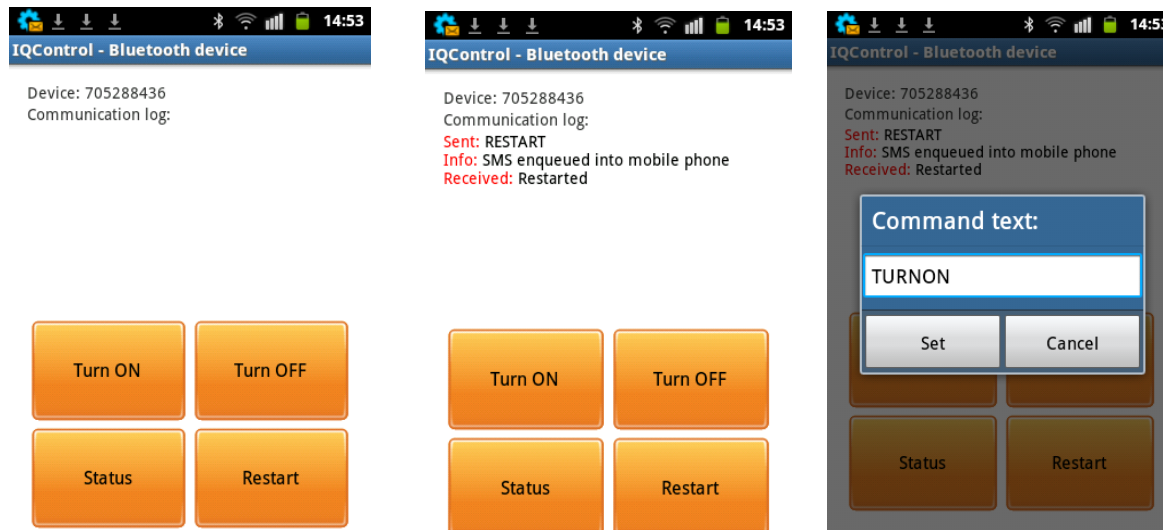 14:53
IQControl - Bluetooth device
Device: 705288436
Communication log:
Turn ON
Turn OFF
Status
Restart
14:53
IQControl - Bluetooth device
Device: 705288436
Communication log:
Sent: RESTART
Info: SMS enqueued into mobile phone
Received: Restarted
Turn ON
Turn OFF
Status
Restart
14:53
IQControl - Bluetooth device
Device: 705288436
Communication log:
Sent: RESTART
Info: SMS enqueued into mobile phone
Received: Restarted
Command text:
TURNON
Set
Cancel
Status
Restart